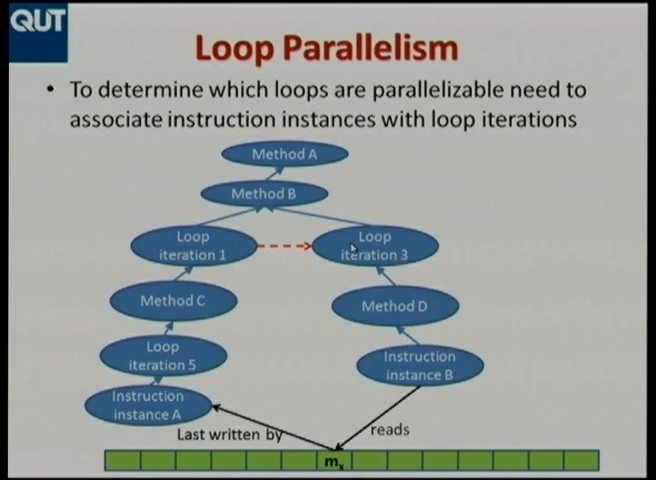 QUT
Loop Parallelism
• To determine which loops are parallelizable need to
associate instruction instances with loop iterations
Method A
Method B
Loop
iteration 1
Loop
iteration 3
Method C
Method D
Loop
iteration 5
Instruction
instance B
Instruction
instance A
Last written by
reads
mx